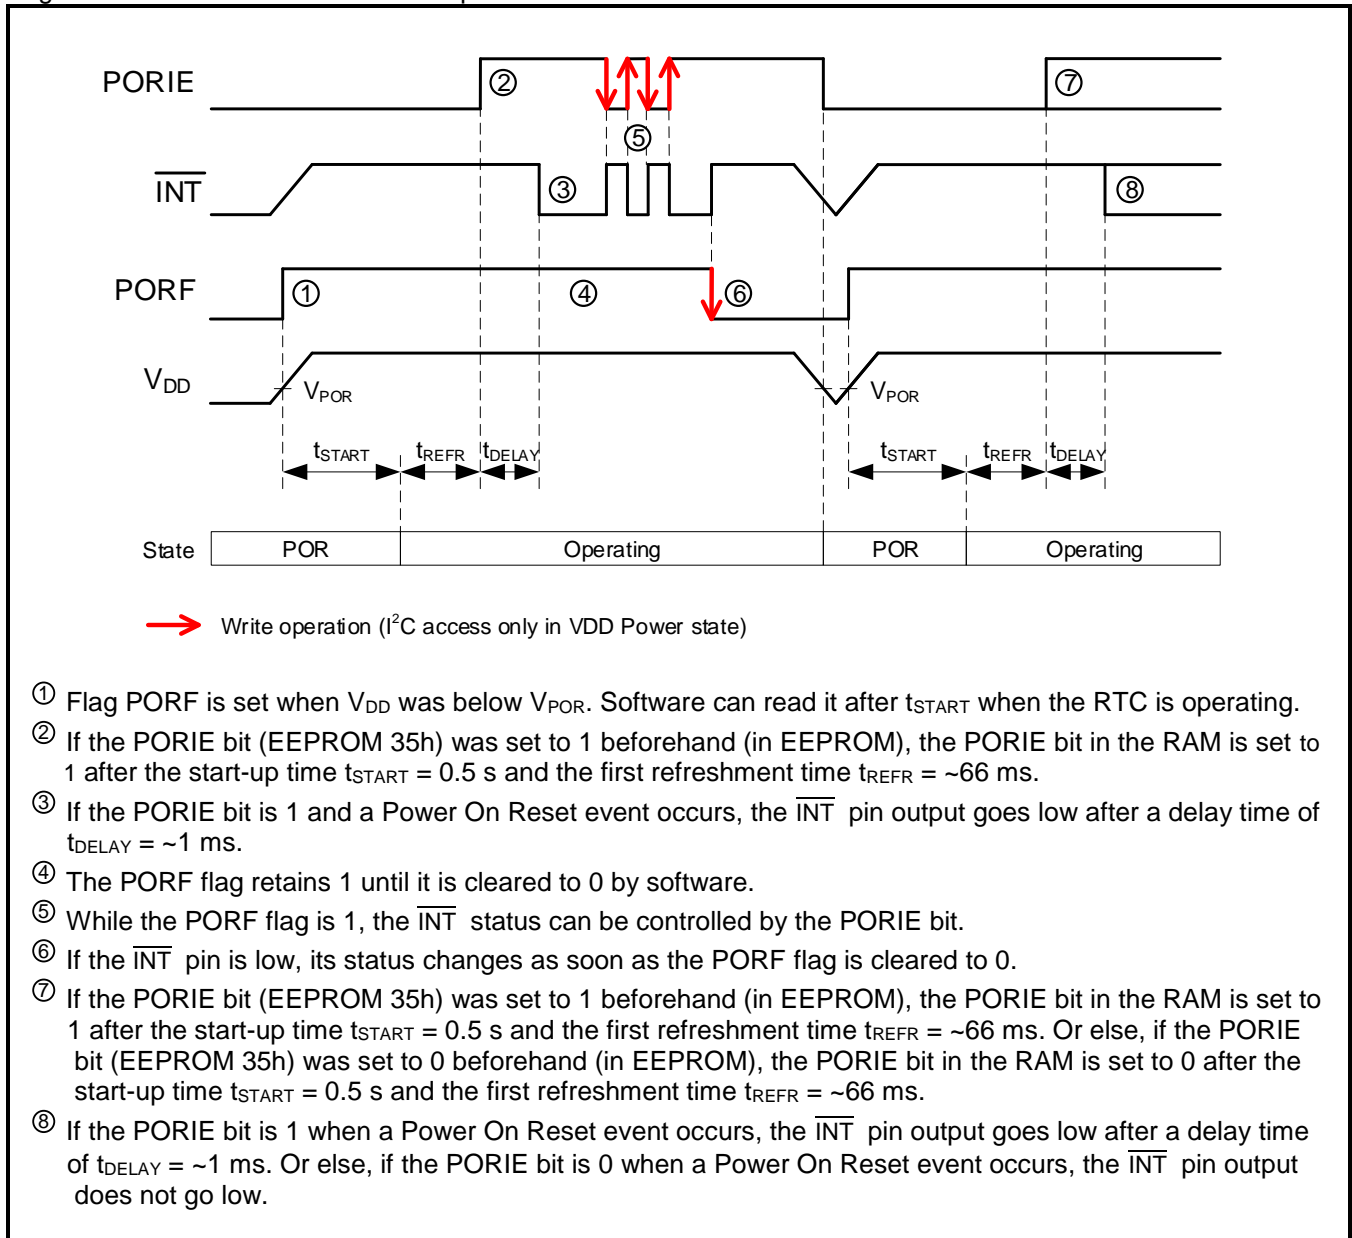 PORIE
②
⑦
⑤
INT
③
⑧
PORF
①
④
⑥
VDD
VPOR
VPOR
tSTART
tREFR
tDELAY
tSTART
tREFR
tDELAY
State
POR
Operating
POR
Operating
Write operation (I²C access only in VDD Power state)
① Flag PORF is set when VDD was below VPOR. Software can read it after tSTART when the RTC is operating.
② If the PORIE bit (EEPROM 35h) was set to 1 beforehand (in EEPROM), the PORIE bit in the RAM is set to
1 after the start-up time tSTART = 0.5 s and the first refreshment time tREFR = ~66 ms.
③ If the PORIE bit is 1 and a Power On Reset event occurs, the INT pin output goes low after a delay time of
tDELAY = ~1 ms.
④ The PORF flag retains 1 until it is cleared to 0 by software.
⑤ While the PORF flag is 1, the INT status can be controlled by the PORIE bit.
⑥ If the INT pin is low, its status changes as soon as the PORF flag is cleared to 0.
⑦ If the PORIE bit (EEPROM 35h) was set to 1 beforehand (in EEPROM), the PORIE bit in the RAM is set to
1 after the start-up time tSTART = 0.5 s and the first refreshment time tREFR = ~66 ms. Or else, if the PORIE
bit (EEPROM 35h) was set to 0 beforehand (in EEPROM), the PORIE bit in the RAM is set to 0 after the
start-up time tSTART = 0.5 s and the first refreshment time tREFR = ~66 ms.
⑧ If the PORIE bit is 1 when a Power On Reset event occurs, the INT pin output goes low after a delay time
of tDELAY = ~1 ms. Or else, if the PORIE bit is 0 when a Power On Reset event occurs, the INT pin output
does not go low.